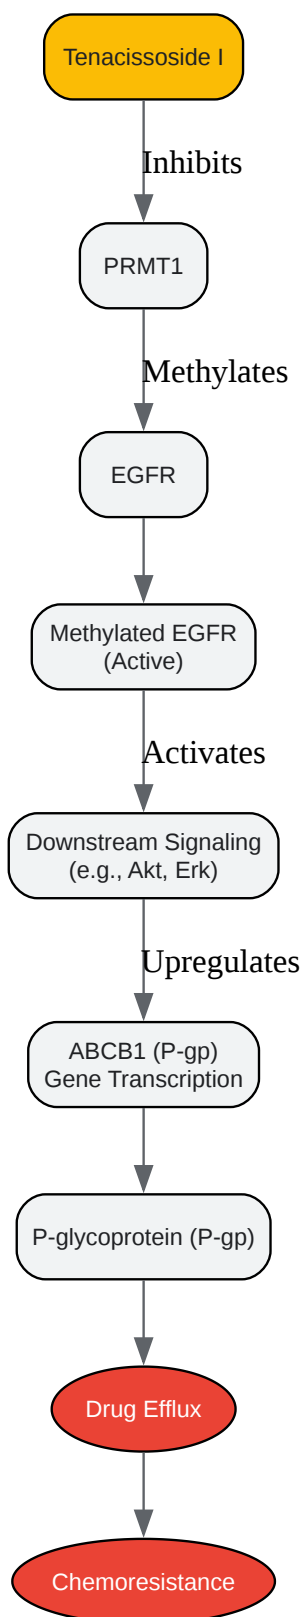 Tenacissoside I
Inhibits
PRMT1
Methylates
EGFR
Methylated EGFR
(Active)
Activates
Downstream Signaling
(e.g., Akt, Erk)
Upregulates
ABCB1 (P-gp)
Gene Transcription
P-glycoprotein (P-gp)
Drug Efflux
Chemoresistance